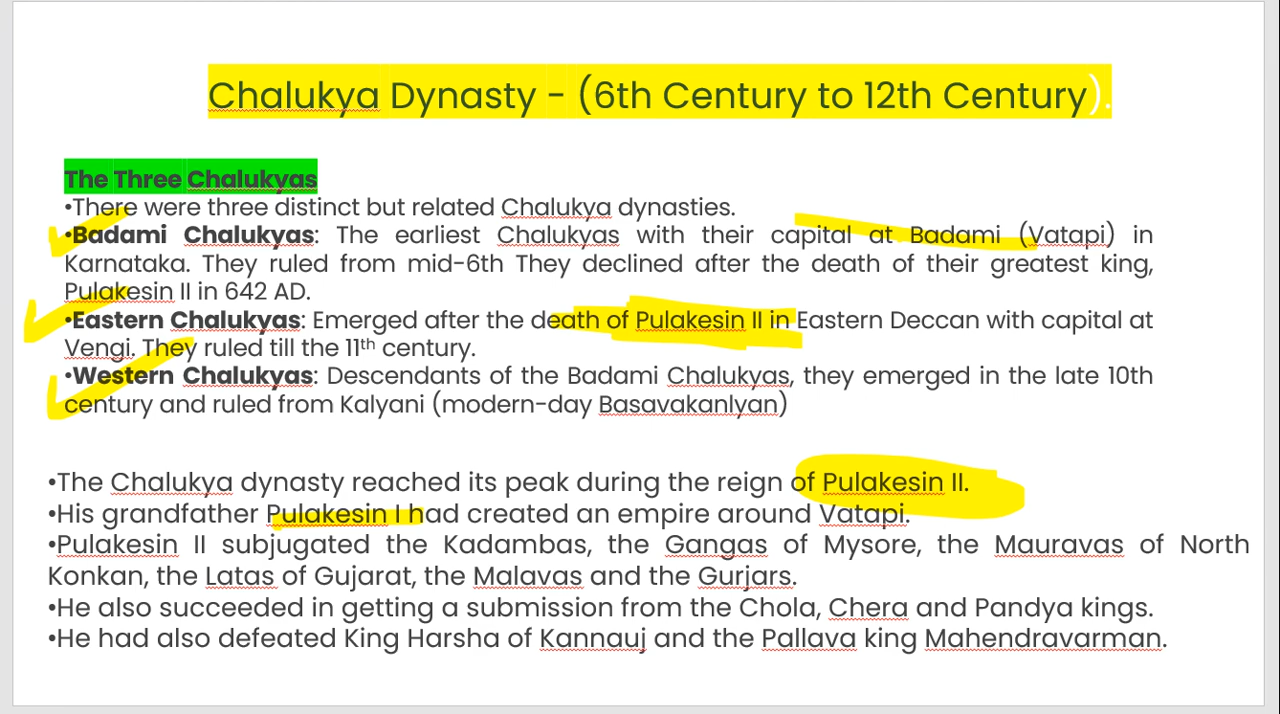 Chalukya Dynasty - (6th Century to 12th Century).
The Three Chalukyas
•There were three distinct but related Chalukya dynasties.
•Badami Chalukyas: The earliest Chalukyas with their capital at Badami (Vatapi) in
Karnataka. They ruled from mid-6th They declined after the death of their greatest king,
Pulakesin II in 642 AD.
•Eastern Chalukyas: Emerged after the death of Pulakesin II in Eastern Deccan with capital at
Vengi. They ruled till the 11th century.
•Western Chalukyas: Descendants of the Badami Chalukyas, they emerged in the late 10th
century and ruled from Kalyani (modern-day Basavakanlyan)
•The Chalukya dynasty reached its peak during the reign of Pulakesin II.
•His grandfather Pulakesin I had created an empire around Vatapi.
•Pulakesin II subjugated the Kadambas, the Gangas of Mysore, the Mauravas of North
Konkan, the Latas of Gujarat, the Malavas and the Gurjars.
•He also succeeded in getting a submission from the Chola, Chera and Pandya kings.
•He had also defeated King Harsha of Kannauj and the Pallava king Mahendravarman.